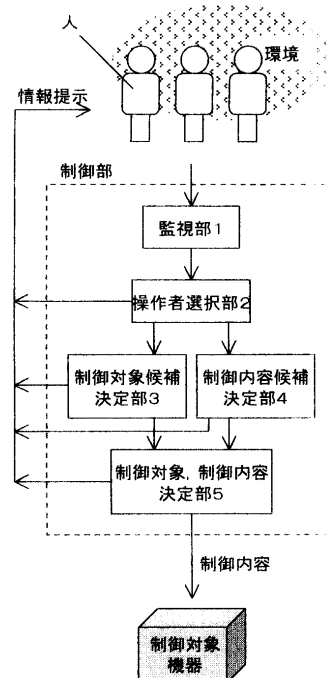 人
環境
情報提示
制御部
監視部1
操作者選択部2
制御対象候補
決定部3
制御内容候補
決定部4
制御対象,制御内容
決定部5
制御内容
制御対象
機器